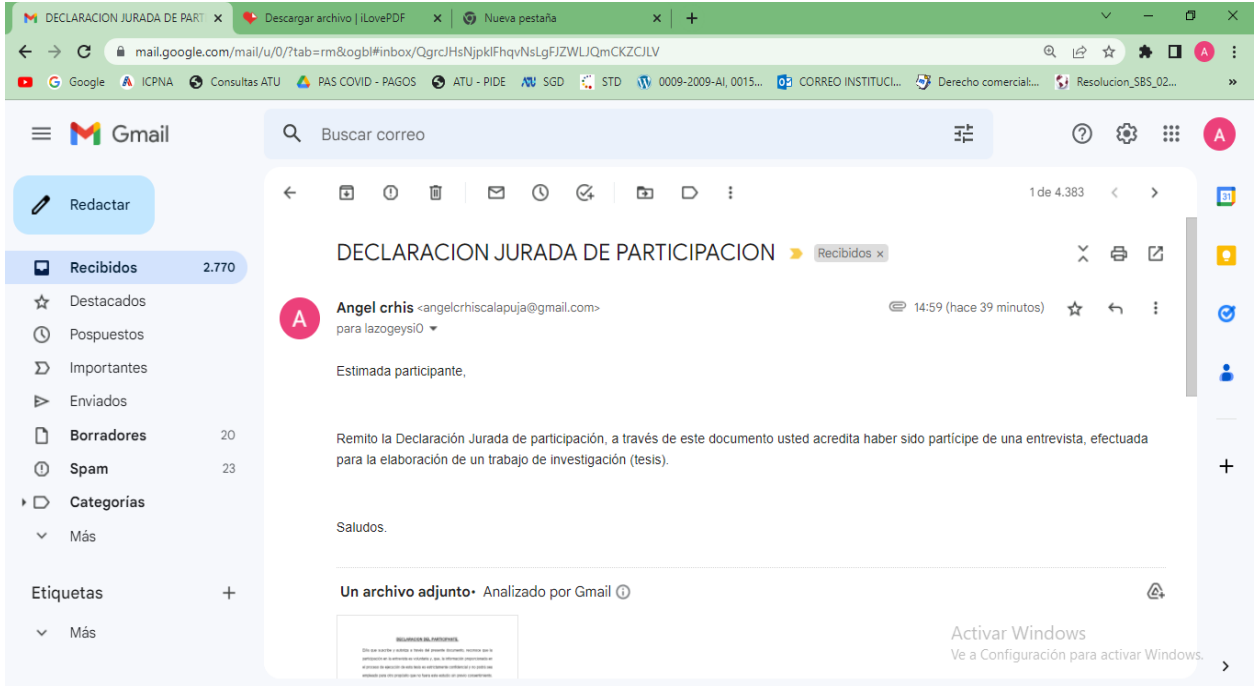 DECLARACION JURADA DE PART
Descargar archivo | iLovePDF
Nueva pestaña
mail.google.com/mail/u/0/?tab=rm&ogbl#inbox/QgrcJHsNjpklFhqvNsLgFJZWLJQmCKZCJLV
A
Google
ICPNA
Consultas ATU
PAS COVID - PAGOS
ATU - PIDE
SGD
STD
0009-2009-AI, 0015...
CORREO INSTITUCI...
Derecho comercial:...
Resolucion_SBS_02...
»
Gmail
Buscar correo
A
Redactar
1 de 4.383
31
DECLARACION JURADA DE PARTICIPACION
Recibidos ×
Recibidos 2.770
Destacados
Pospuestos
Importantes
Enviados
Borradores 20
Spam 23
Categorías
Más
Etiquetas +
Más
A
Angel crhis <angelcrhiscalapuja@gmail.com>
14:59 (hace 39 minutos)
para lazogeysi0
Estimada participante,
Remito la Declaración Jurada de participación, a través de este documento usted acredita haber sido partícipe de una entrevista, efectuada
para la elaboración de un trabajo de investigación (tesis).
Saludos.
Un archivo adjunto• Analizado por Gmail
DECLARACION DEL PARTICIPANTE.
Activar Windows
Ve a Configuración para activar Windows.